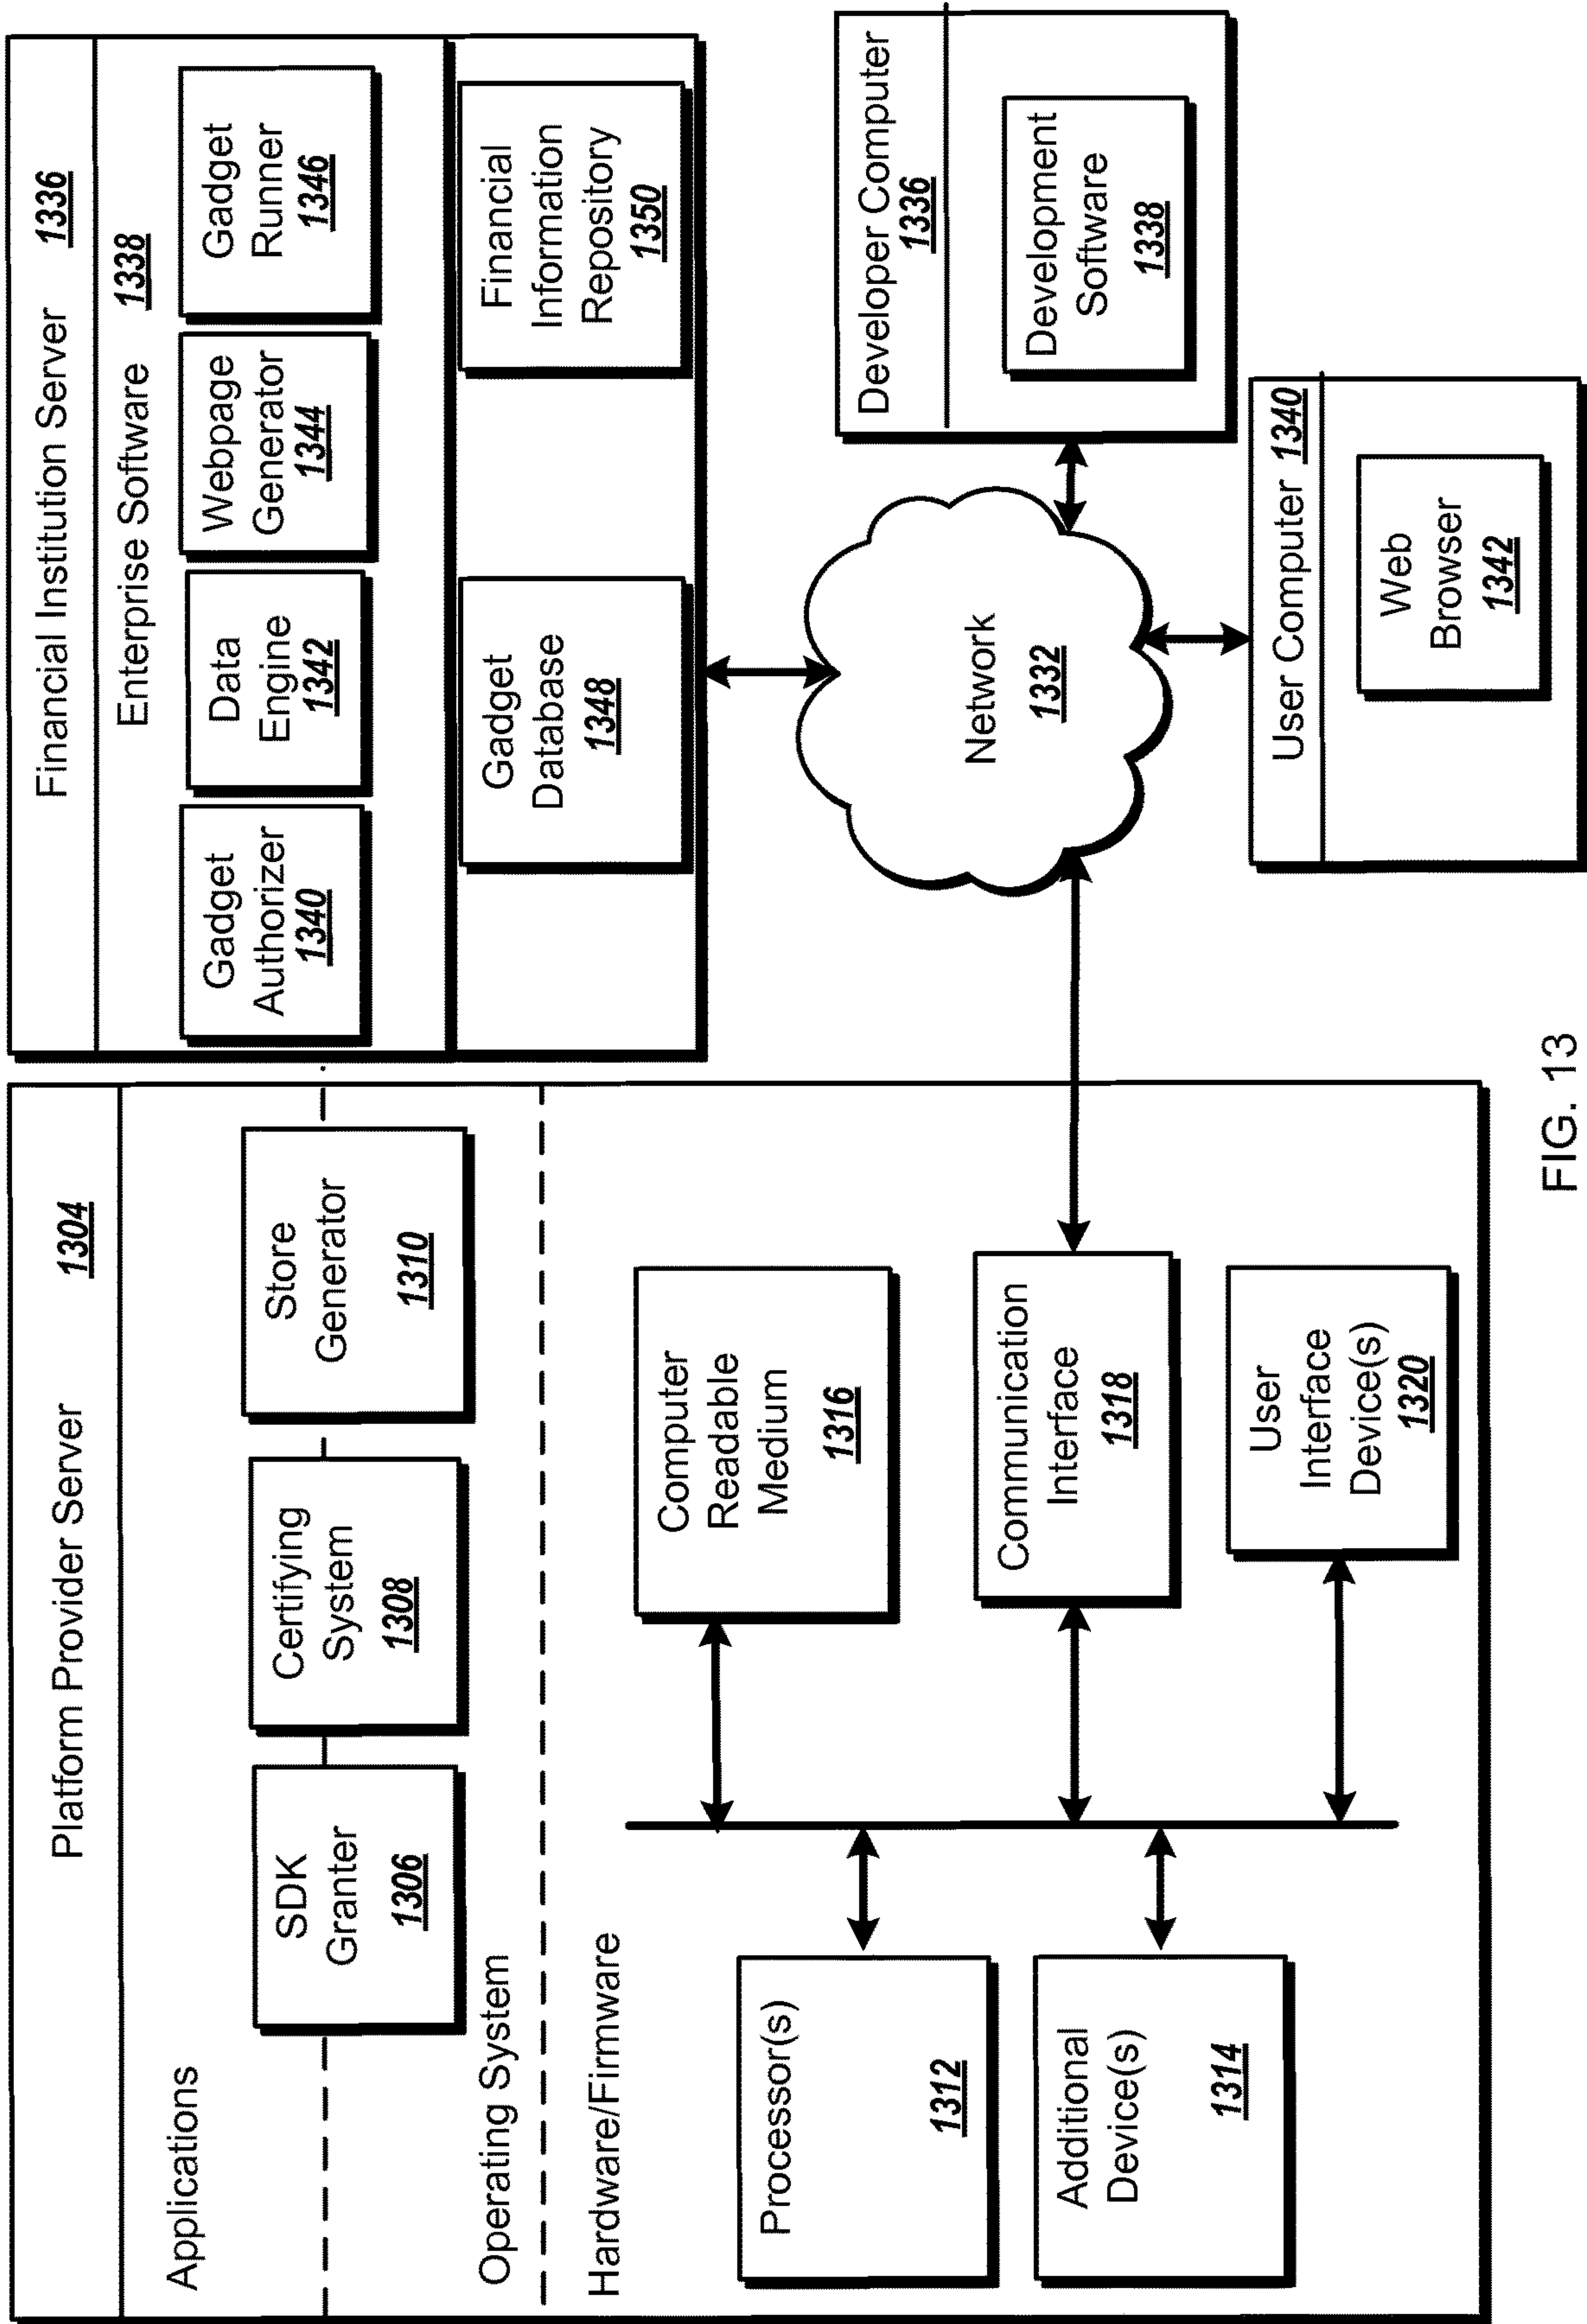 Platform Provider Server
1304
Applications
SDK
Granter
1306
Certifying
System
1308
Store
Generator
1310
Operating System
Hardware/Firmware
Processor(s)
1312
Additional
Device(s)
1314
Computer
Readable
Medium
1316
Communication
Interface
1318
User
Interface
Device(s)
1320
Financial Institution Server
1336
Enterprise Software
1338
Gadget
Authorizer
1340
Data
Engine
1342
Webpage
Generator
1344
Gadget
Runner
1346
Gadget
Database
1348
Financial
Information
Repository
1350
Network
1332
Developer Computer
1336
Development
Software
1338
User Computer 1340
Web
Browser
1342
FIG. 13